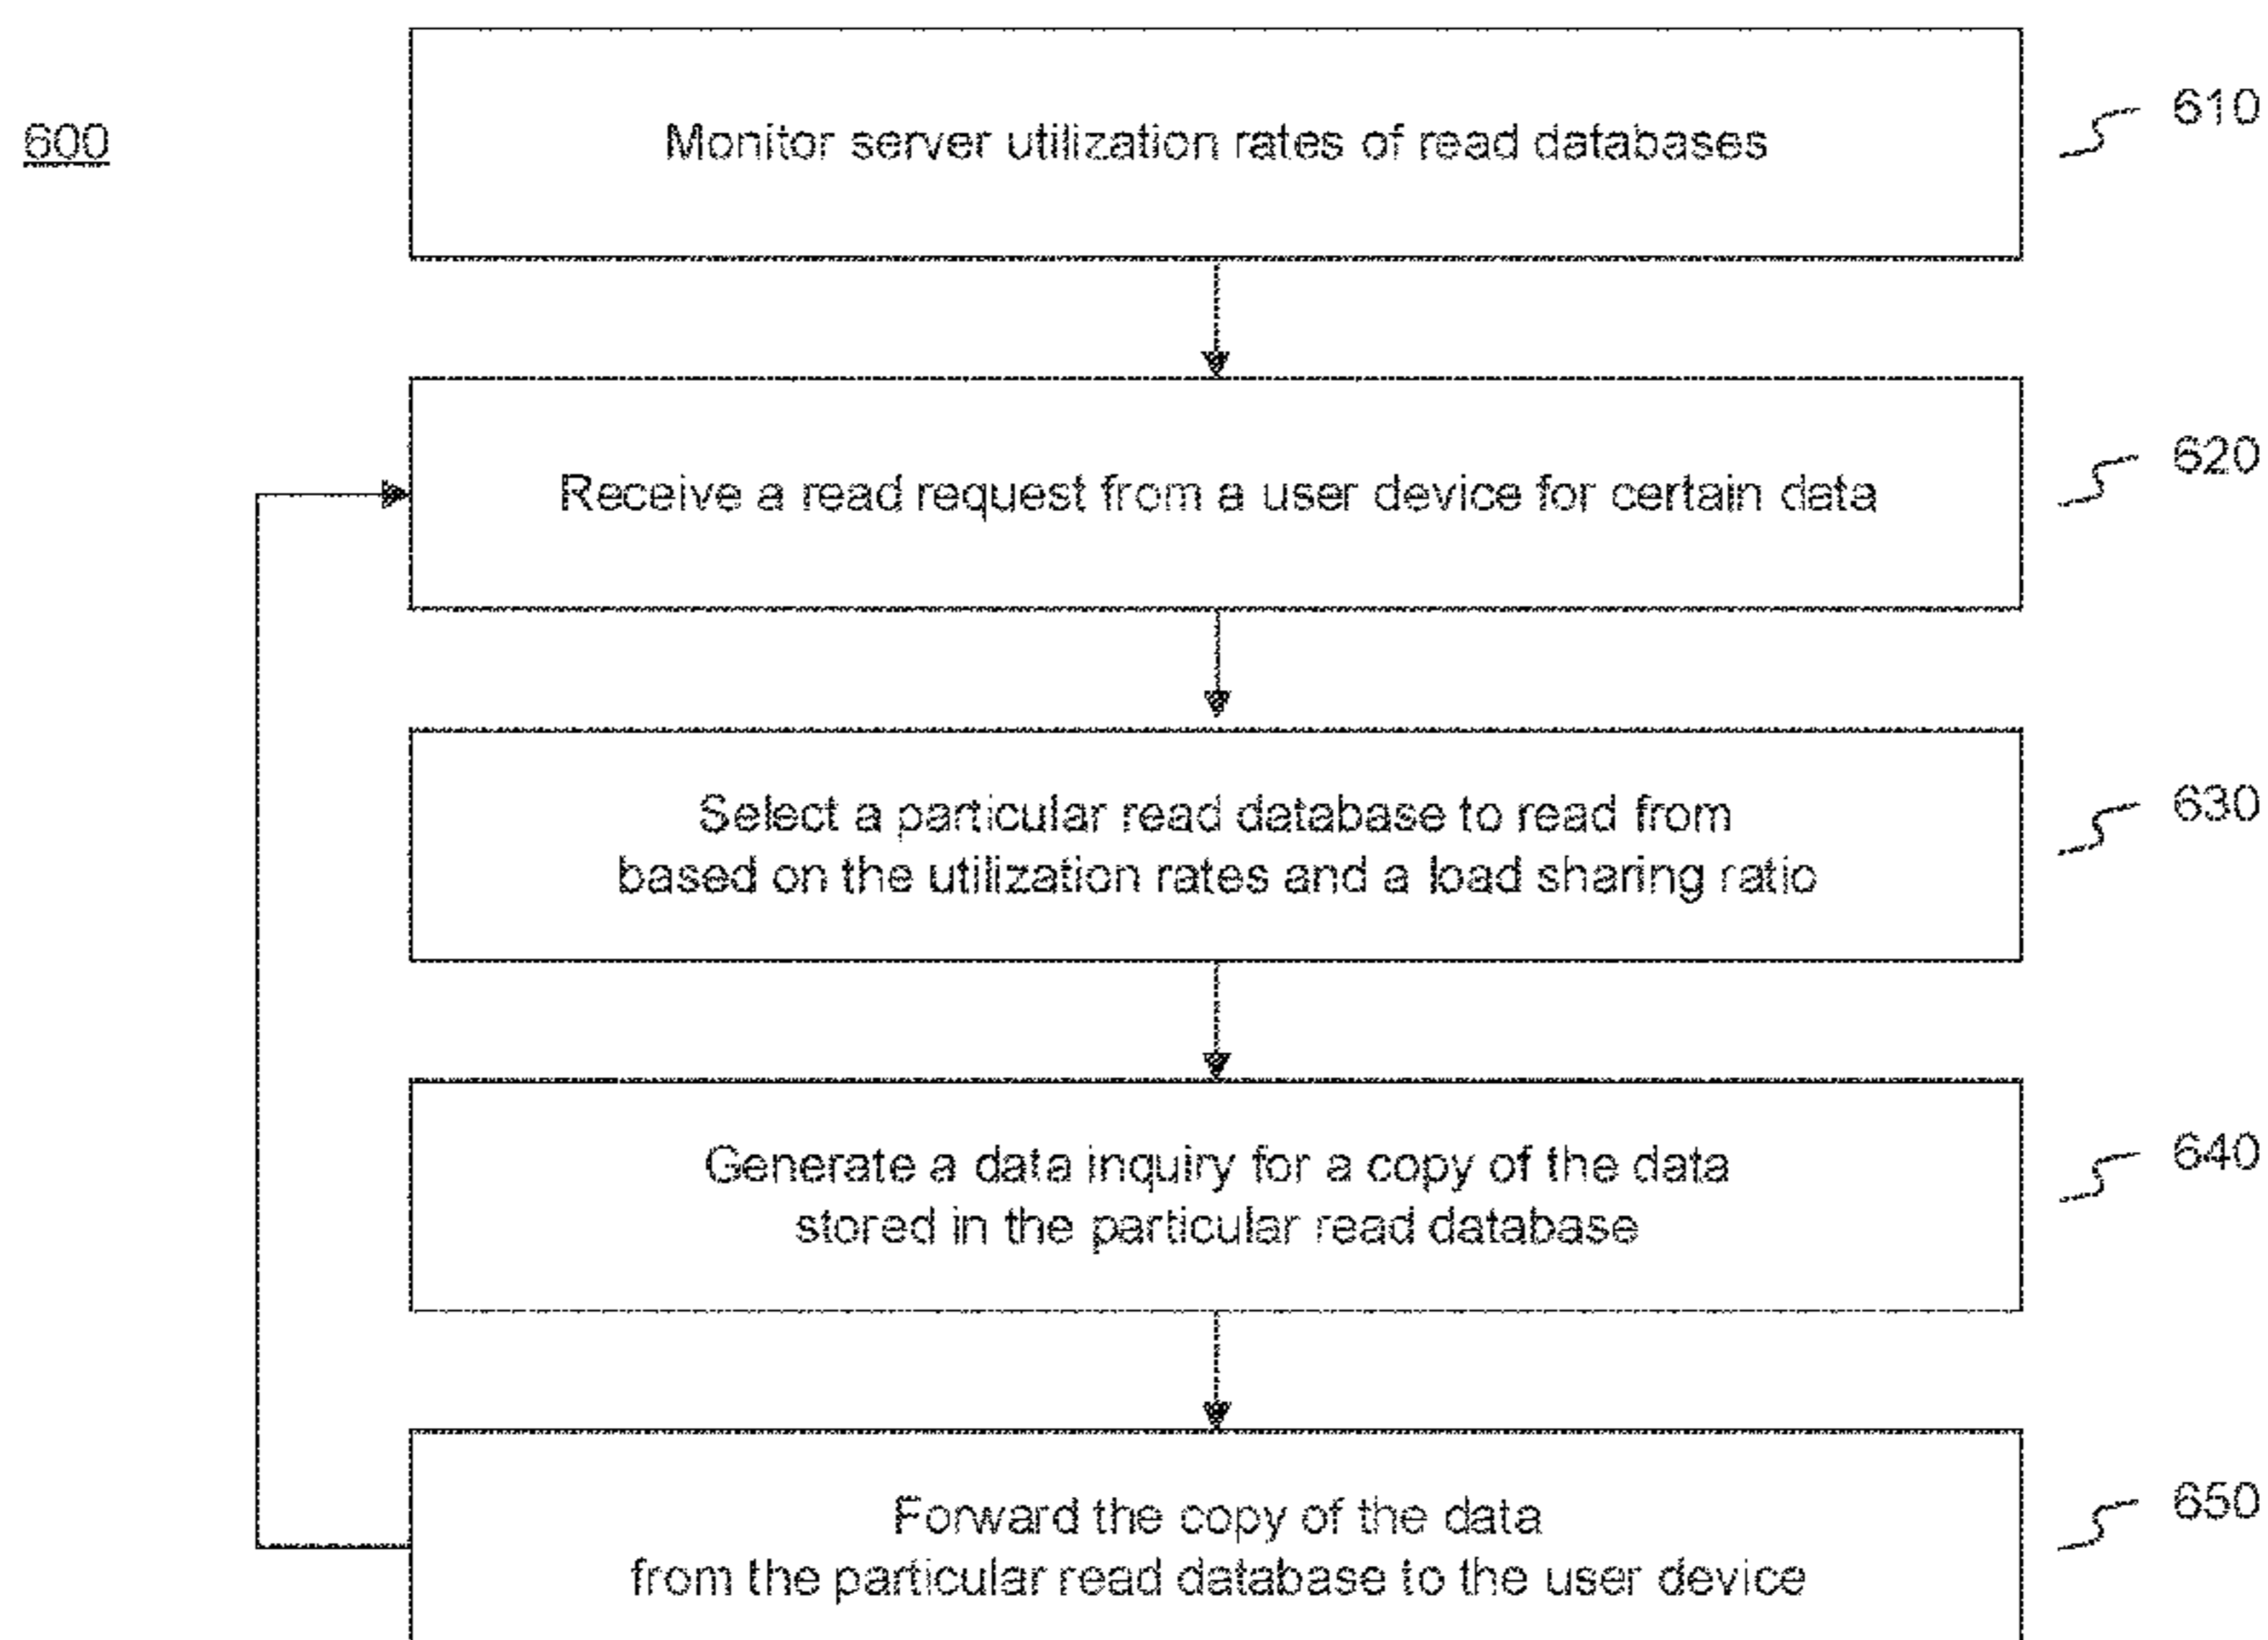 600
Monitor server utilization rates of read databases
610
Receive a read request from a user device for certain data
620
Select a particular read database to read from
based on the utilization rates and a load sharing ratio
630
Generate a data inquiry for a copy of the data
stored in the particular read database
640
Forward the copy of the data
from the particular read database to the user device
650